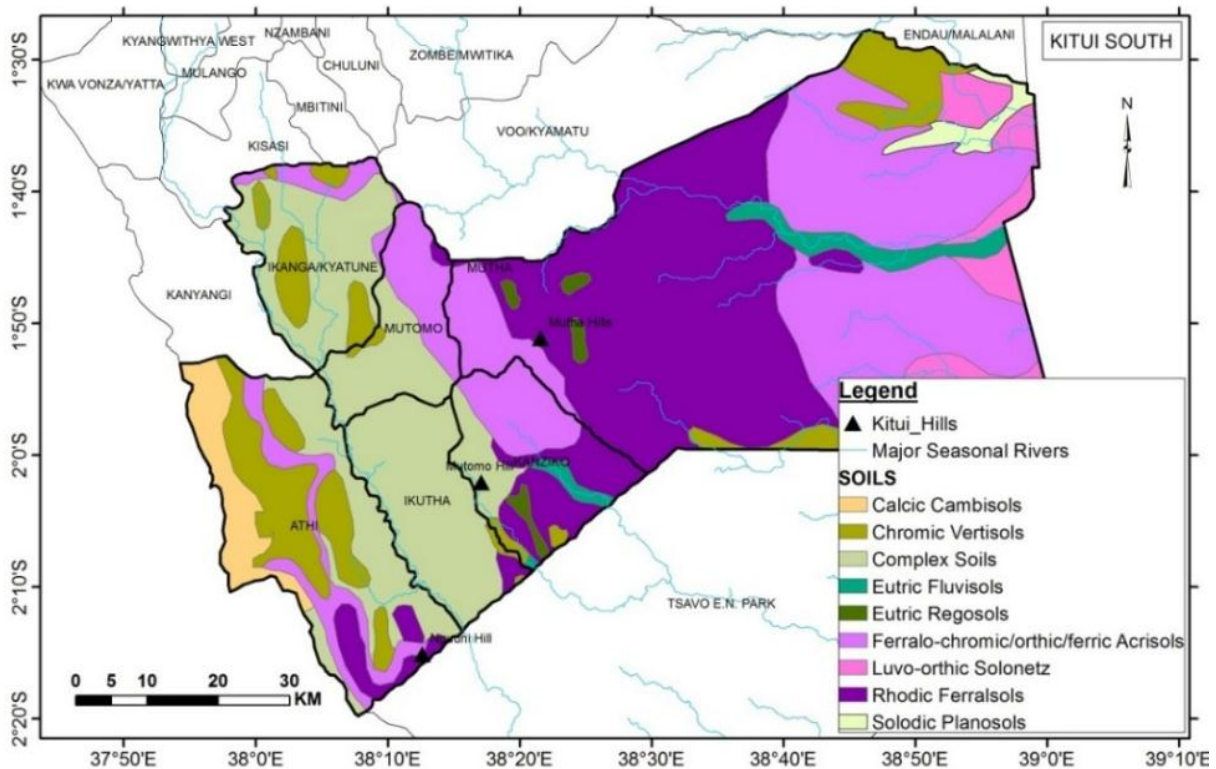 KITUI SOUTH
N
NZAMBANI
KYANGWITHYA WEST
ENDAU/MALALANI
CHULUNI
ZOMBE/MWITIKA
MULANGO
KWA VONZA/YATTA
MBITINI
VOO/KYAMATU
KISASI
IKANGA/KYATUNE
MUTHA
KANYANGI
MUTOMO
Mutha Hills
KANZIKO
Mutomo Hill
IKUTHA
ATHI
TSAVO E.N. PARK
1°30'S
1°40'S
1°50'S
2°0'S
2°10'S
2°20'S
0 5 10 20 30
KM
37°50'E 38°0'E 38°10'E 38°20'E 38°30'E 38°40'E 38°50'E 39°0'E 39°10'E
Legend
Kitui_Hills
Major Seasonal Rivers
SOILS
Calcic Cambisols
Chromic Vertisols
Complex Soils
Eutric Fluvisols
Eutric Regosols
Ferralo-chromic/orthic/ferric Acrisols
Luvo-orthic Solonetz
Rhodic Ferralsols
Solodic Planosols